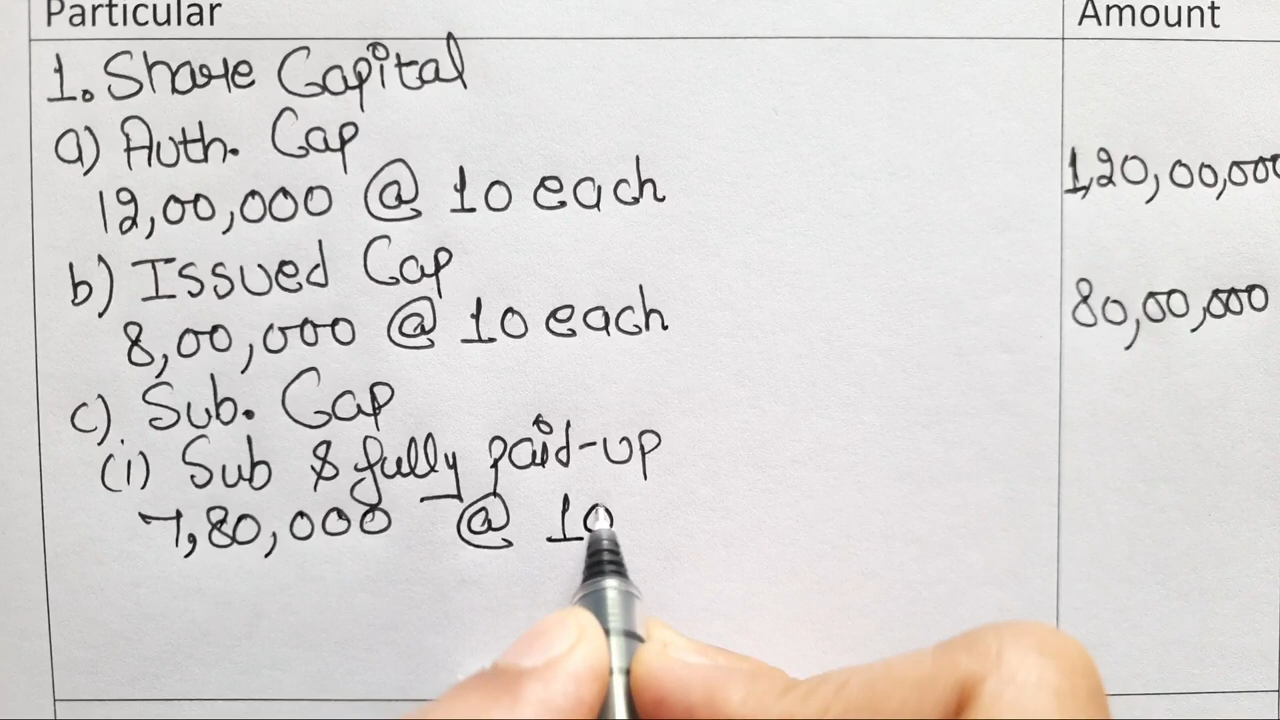 Particular Amount
1. Share Capital
a) Auth. Cap
12,00,000 @ 10 each 1,20,00,000
b) Issued Cap
8,00,000 @ 10 each 80,00,000
c) Sub. Cap
(i) Sub & fully paid-up
7,80,000 @ 10